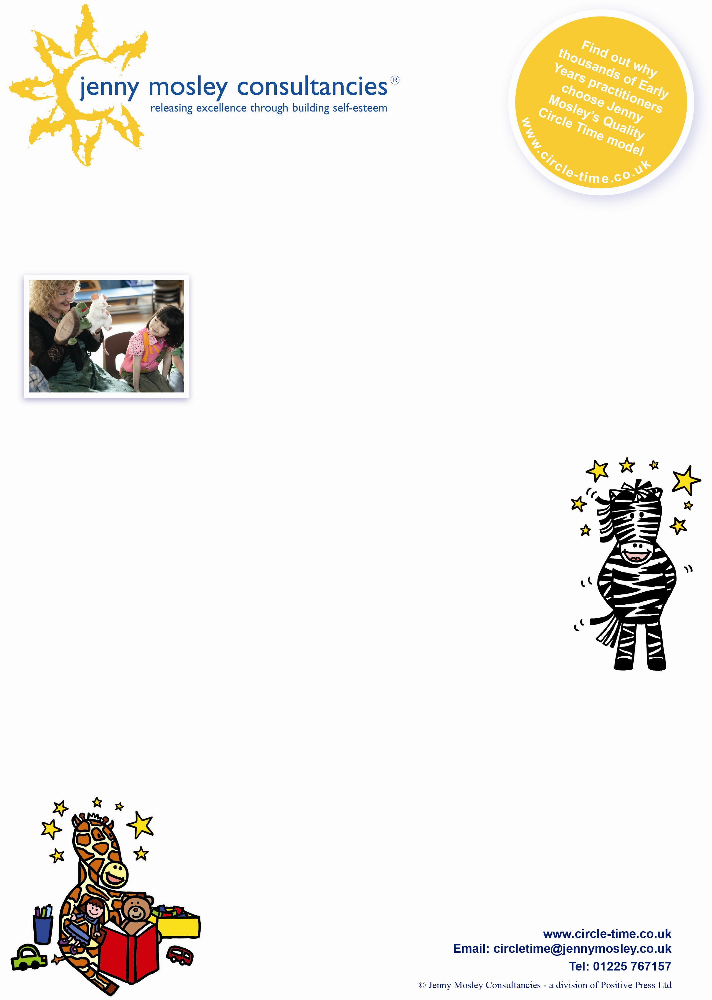 jenny mosley consultancies®
releasing excellence through building self-esteem
Find out why
thousands of Early
Years practitioners
choose Jenny
Mosley’s Quality
Circle Time model
www.circle-time.co.uk
www.circle-time.co.uk
Email: circletime@jennymosley.co.uk
Tel: 01225 767157
© Jenny Mosley Consultancies - a division of Positive Press Ltd